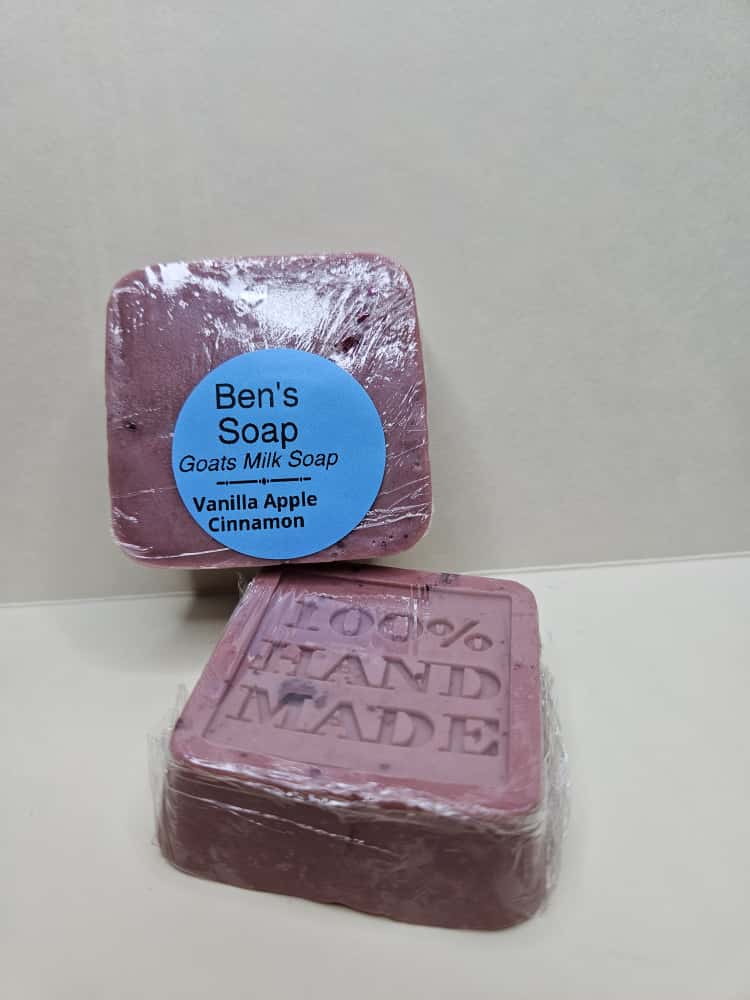 Ben's
Soap
Goats Milk Soap
Vanilla Apple
Cinnamon
100%
HAND
MADE